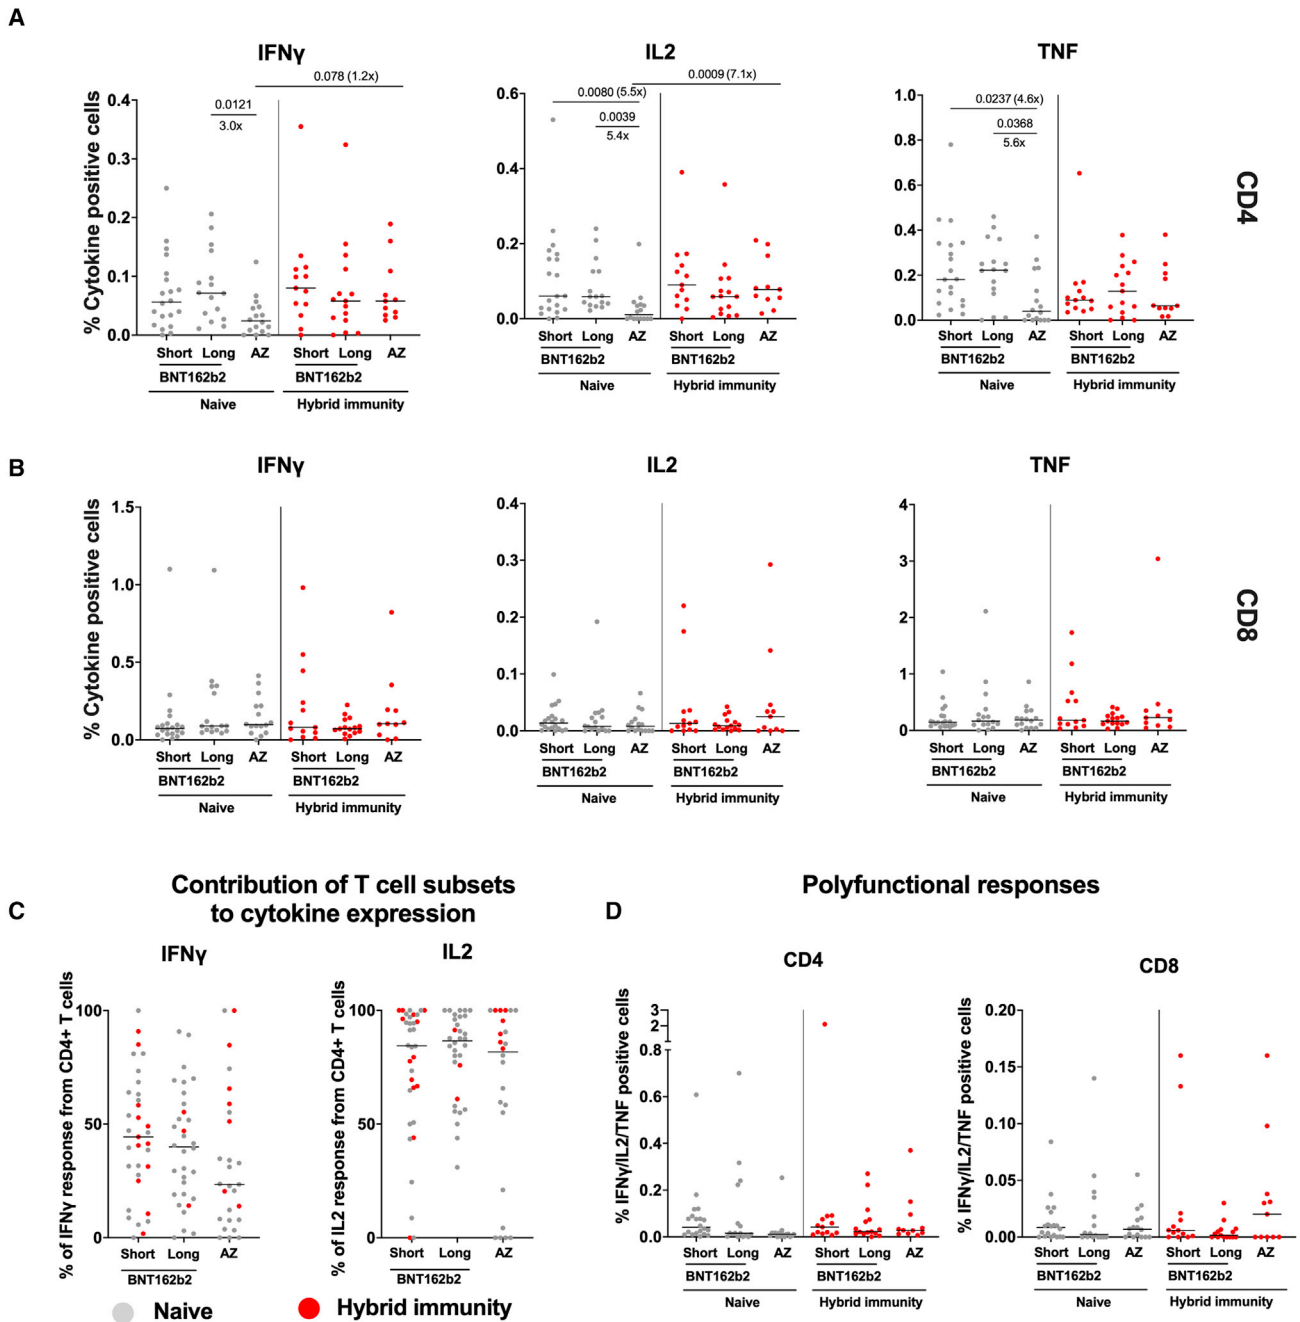 A
IFNγ
IL2
TNF
0.078 (1.2x)
0.0009 (7.1x)
0.0121
3.0x
0.0080 (5.5x)
0.0039
5.4x
0.0237 (4.6x)
0.0368
5.6x
% Cytokine positive cells
0.4
0.3
0.2
0.1
0.0
0.6
0.4
0.2
0.0
1.0
0.8
0.6
0.4
0.2
0.0
CD4
Short Long AZ Short Long AZ
BNT162b2 BNT162b2
Naive Hybrid immunity
Short Long AZ Short Long AZ
BNT162b2 BNT162b2
Naive Hybrid immunity
Short Long AZ Short Long AZ
BNT162b2 BNT162b2
Naive Hybrid immunity
B
IFNγ
IL2
TNF
% Cytokine positive cells
1.5
1.0
0.5
0.0
0.4
0.3
0.2
0.1
0.0
4
3
2
1
0
CD8
Short Long AZ Short Long AZ
BNT162b2 BNT162b2
Naive Hybrid immunity
Short Long AZ Short Long AZ
BNT162b2 BNT162b2
Naive Hybrid immunity
Short Long AZ Short Long AZ
BNT162b2 BNT162b2
Naive Hybrid immunity
Contribution of T cell subsets
to cytokine expression
C
IFNγ
% of IFNγ response from CD4+ T cells
100
50
0
Short Long AZ
BNT162b2
IL2
% of IL2 response from CD4+ T cells
100
50
0
Short Long AZ
BNT162b2
Naive
Hybrid immunity
Polyfunctional responses
D
CD4
% IFNγ/IL2/TNF positive cells
3
2
1
0.8
0.6
0.4
0.2
0.0
Short Long AZ Short Long AZ
BNT162b2 BNT162b2
Naive Hybrid immunity
CD8
% IFNγ/IL2/TNF positive cells
0.20
0.15
0.10
0.05
0.00
Short Long AZ Short Long AZ
BNT162b2 BNT162b2
Naive Hybrid immunity